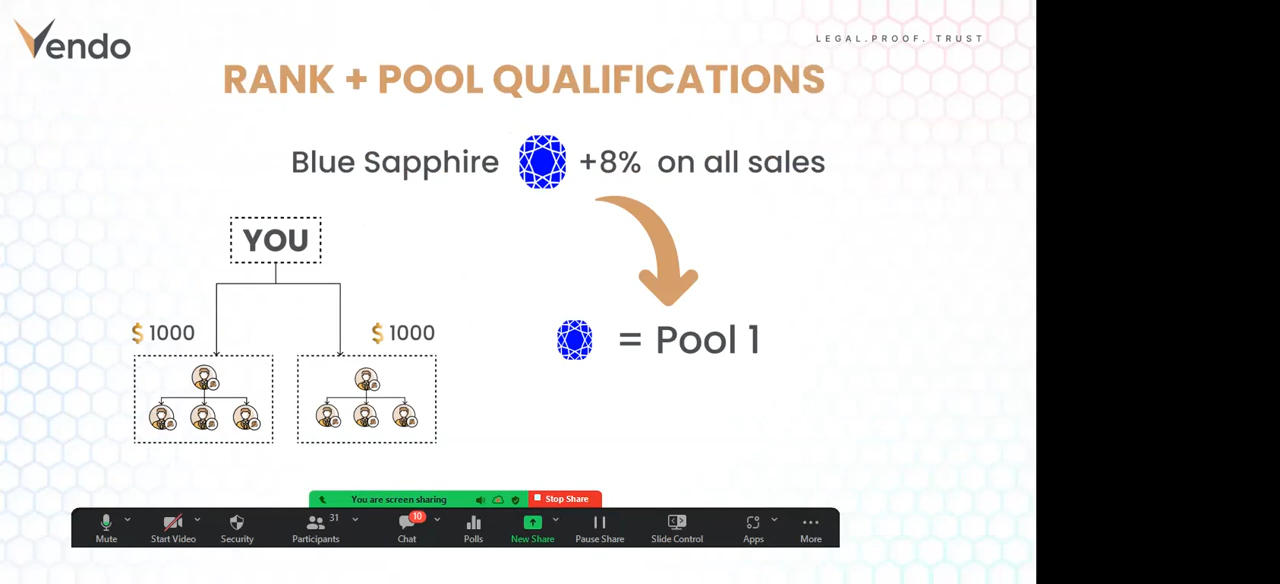 Vendo
LEGAL.PROOF. TRUST
RANK + POOL QUALIFICATIONS
Blue Sapphire +8% on all sales
YOU
$ 1000 $ 1000
= Pool 1
You are screen sharing Stop Share
31 10
Mute Start Video Security Participants Chat Polls New Share Pause Share Slide Control Apps More